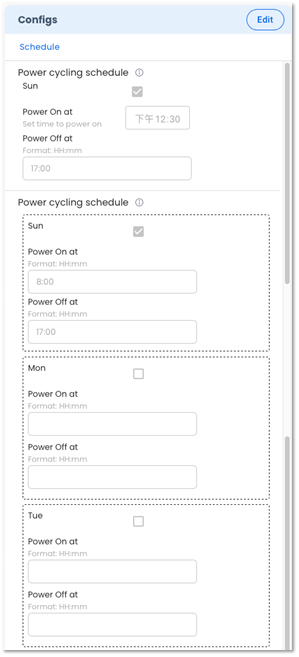 Configs
Edit
Schedule
Power cycling schedule
Sun
Power On at
Set time to power on
下午 12:30
Power Off at
Format: HH:mm
17:00
Power cycling schedule
Sun
Power On at
Format: HH:mm
8:00
Power Off at
Format: HH:mm
17:00
Mon
Power On at
Format: HH:mm
Power Off at
Format: HH:mm
Tue
Power On at
Format: HH:mm
Power Off at
Format: HH:mm